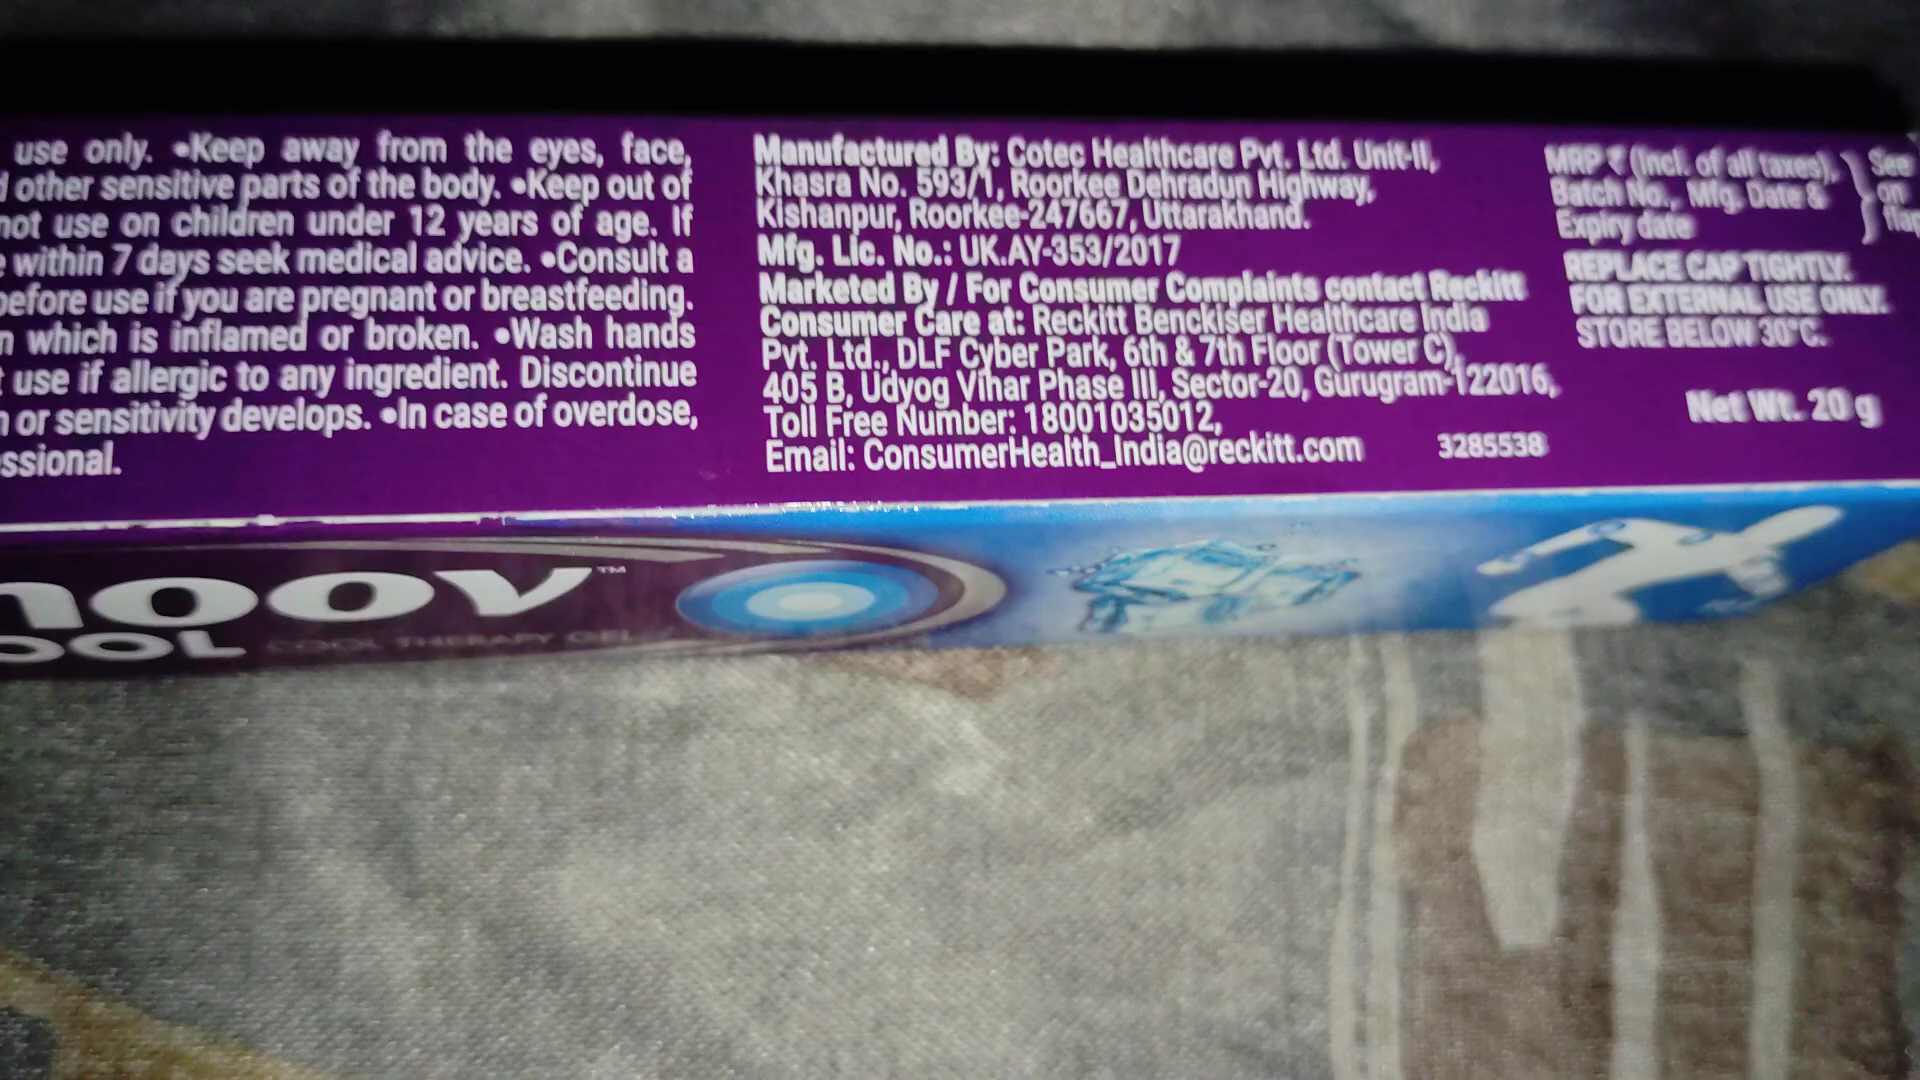 use only. •Keep away from the eyes, face,
other sensitive parts of the body. •Keep out of
not use on children under 12 years of age. If
within 7 days seek medical advice. •Consult a
before use if you are pregnant or breastfeeding.
which is inflamed or broken. •Wash hands
use if allergic to any ingredient. Discontinue
or sensitivity develops. •In case of overdose,
ssional.
Manufactured By: Cotec Healthcare Pvt. Ltd. Unit-II,
Khasra No. 593/1, Roorkee Dehradun Highway,
Kishanpur, Roorkee-247667, Uttarakhand.
Mfg. Lic. No.: UK.AY-353/2017
Marketed By / For Consumer Complaints contact Reckitt
Consumer Care at: Reckitt Benckiser Healthcare India
Pvt. Ltd., DLF Cyber Park, 6th & 7th Floor (Tower C),
405 B, Udyog Vihar Phase III, Sector-20, Gurugram-122016,
Toll Free Number: 18001035012,
Email: ConsumerHealth_India@reckitt.com
3285538
MRP ₹ (Incl. of all taxes),
Batch No., Mfg. Date &
Expiry date
See
on
flap
REPLACE CAP TIGHTLY.
FOR EXTERNAL USE ONLY.
STORE BELOW 30°C.
Net Wt. 20 g
moov™
OOL COOL THERAPY GEL